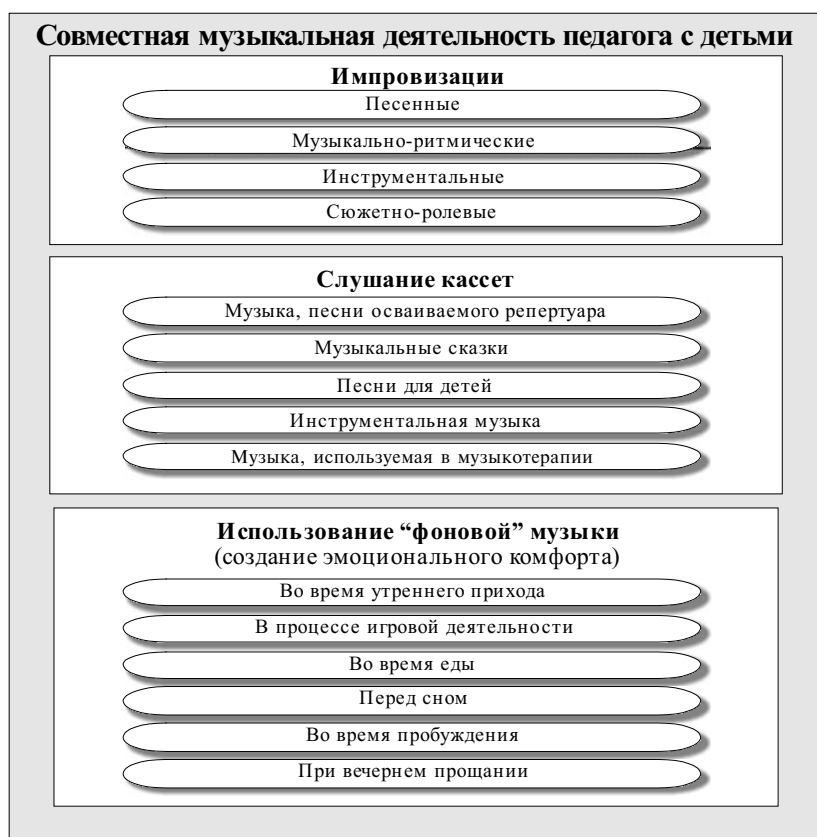 Совместная музыкальная деятельность педагога с детьми
Импровизации
Песенные
Музыкально-ритмические
Инструментальные
Сюжетно-ролевые
Слушание кассет
Музыка, песни осваиваемого репертуара
Музыкальные сказки
Песни для детей
Инструментальная музыка
Музыка, используемая в музыкотерапии
Использование “фоновой” музыки
(создание эмоционального комфорта)
Во время утреннего прихода
В процессе игровой деятельности
Во время еды
Перед сном
Во время пробуждения
При вечернем прощании